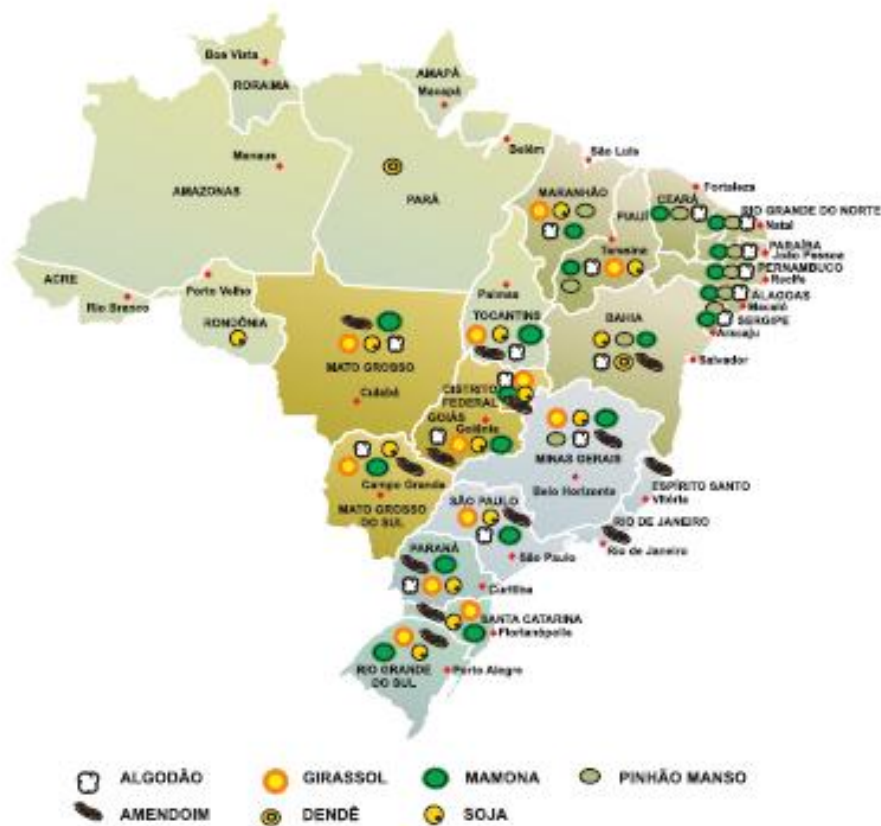 Boa Vista
RORAIMA
AMAPÁ
Macapá
Manaus
AMAZONAS
Belém
PARÁ
São Luis
MARANHÃO
PIAUÍ
Teresina
CEARÁ
Fortaleza
RIO GRANDE DO NORTE
Natal
PARAÍBA
João Pessoa
PERNAMBUCO
Recife
ALAGOAS
Maceió
SERGIPE
Aracaju
ACRE
Rio Branco
Porto Velho
RONDÔNIA
Palmas
TOCANTINS
BAHIA
Salvador
MATO GROSSO
Cuiabá
DISTRITO
FEDERAL
GOIÁS
Goiânia
MINAS GERAIS
Belo Horizonte
ESPÍRITO SANTO
Vitória
Campo Grande
MATO GROSSO
DO SUL
SÃO PAULO
São Paulo
RIO DE JANEIRO
Rio de Janeiro
PARANÁ
Curitiba
SANTA CATARINA
Florianópolis
RIO GRANDE
DO SUL
Porto Alegre
ALGODÃO GIRASSOL MAMONA PINHÃO MANSO
AMENDOIM DENDÊ SOJA